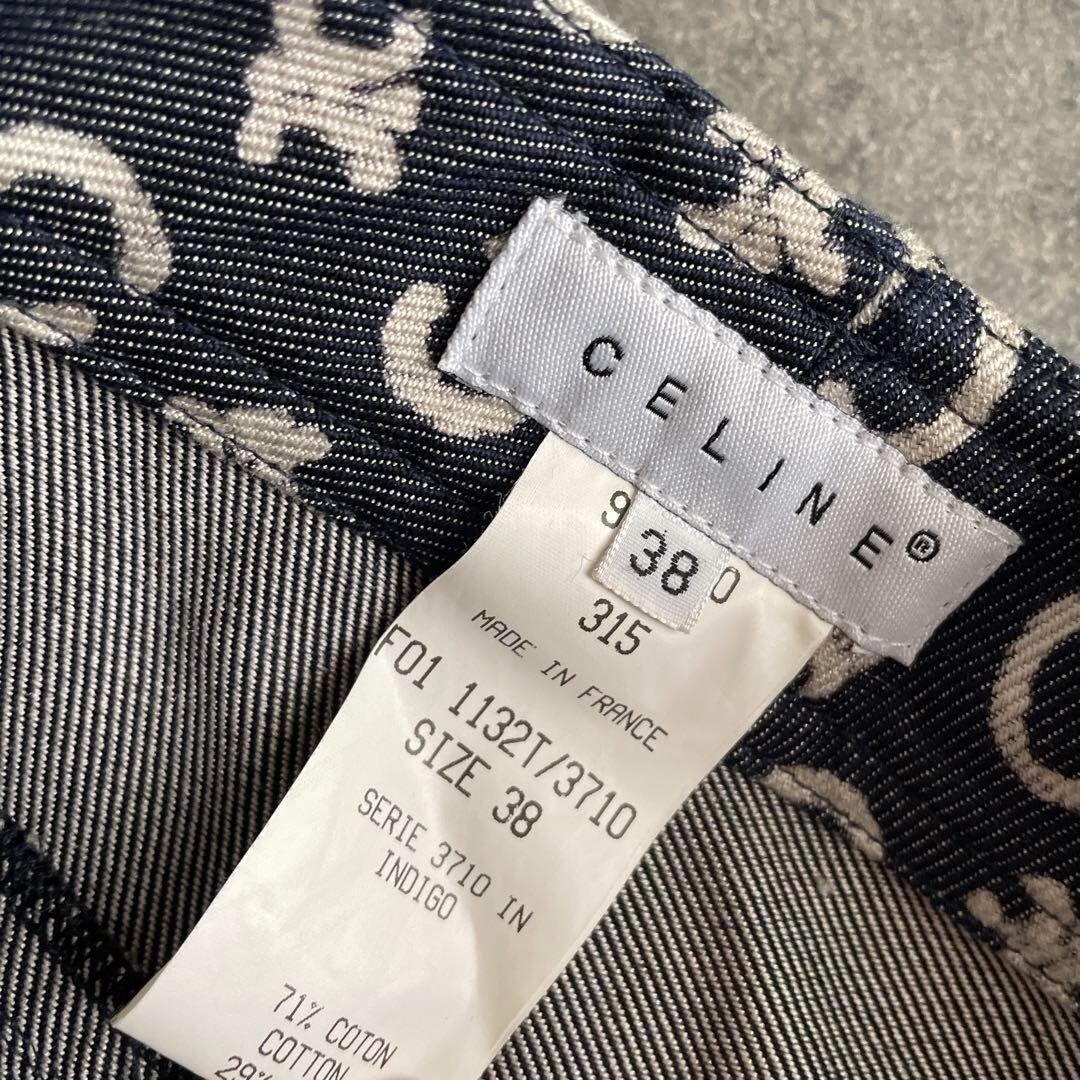 CELINE®
38
315
MADE IN FRANCE
F01 1132T/3710
SIZE 38
SERIE 3710 IN
INDIGO
71% COTON
COTTON